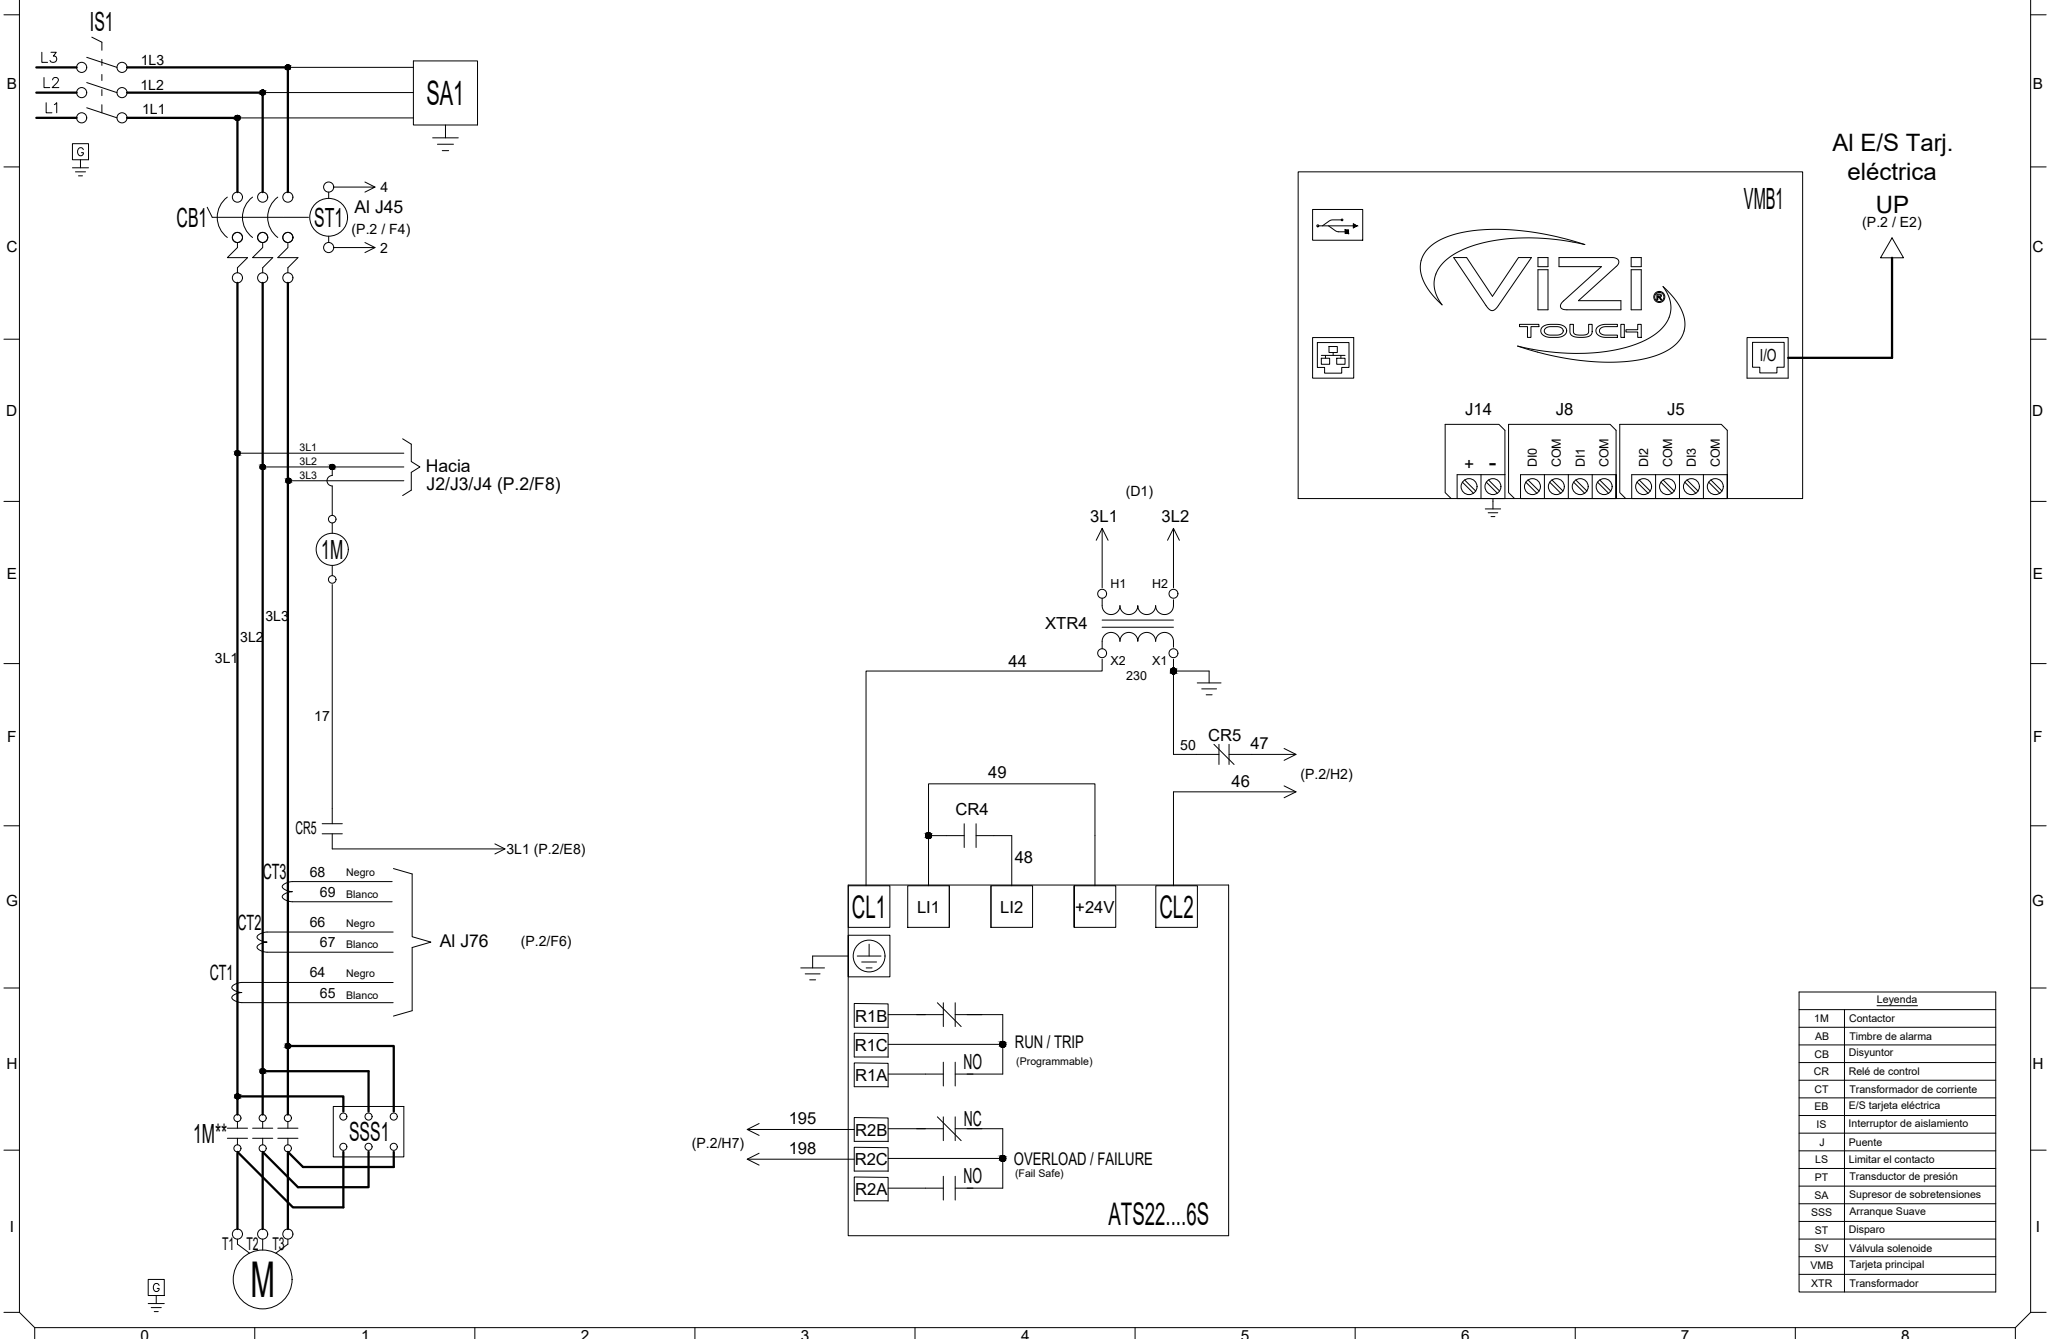 IS1
L3
1L3
L2
1L2
L1
1L1
SA1
B
B
G
Al E/S Tarj.
eléctrica
UP
(P.2 / E2)
CB1
ST1
4
Al J45
(P.2 / F4)
2
C
C
VMB1
ViZi
®
TOUCH
I/O
D
D
J14
J8
J5
+
-
DI0
COM
DI1
COM
DI2
COM
DI3
COM
3L1
3L2
3L3
Hacia
J2/J3/J4 (P.2/F8)
1M
E
E
(D1)
3L1
3L2
H1
H2
XTR4
X2
X1
230
3L3
3L2
3L1
44
17
F
F
50
CR5
47
(P.2/H2)
46
49
CR4
48
CR5
3L1 (P.2/E8)
G
G
CT3
68
Negro
69
Blanco
CT2
66
Negro
67
Blanco
CT1
64
Negro
65
Blanco
Al J76
(P.2/F6)
CL1
LI1
LI2
+24V
CL2
R1B
R1C
R1A
NO
RUN / TRIP
(Programmable)
H
H
195
198
(P.2/H7)
R2B
NC
R2C
R2A
NO
OVERLOAD / FAILURE
(Fail Safe)
ATS22....6S
1M**
SSS1
I
I
T1
T2
T3
M
G
Leyenda
1M Contactor
AB Timbre de alarma
CB Disyuntor
CR Relé de control
CT Transformador de corriente
EB E/S tarjeta eléctrica
IS Interruptor de aislamiento
J Puente
LS Limitar el contacto
PT Transductor de presión
SA Supresor de sobretensiones
SSS Arranque Suave
ST Disparo
SV Válvula solenoide
VMB Tarjeta principal
XTR Transformador
0
1
2
3
4
5
6
7
8